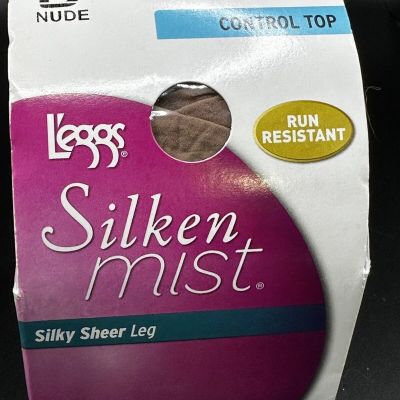 NUDE
CONTROL TOP
RUN
RESISTANT
L'eggs®
Silken
mist®
Silky Sheer Leg